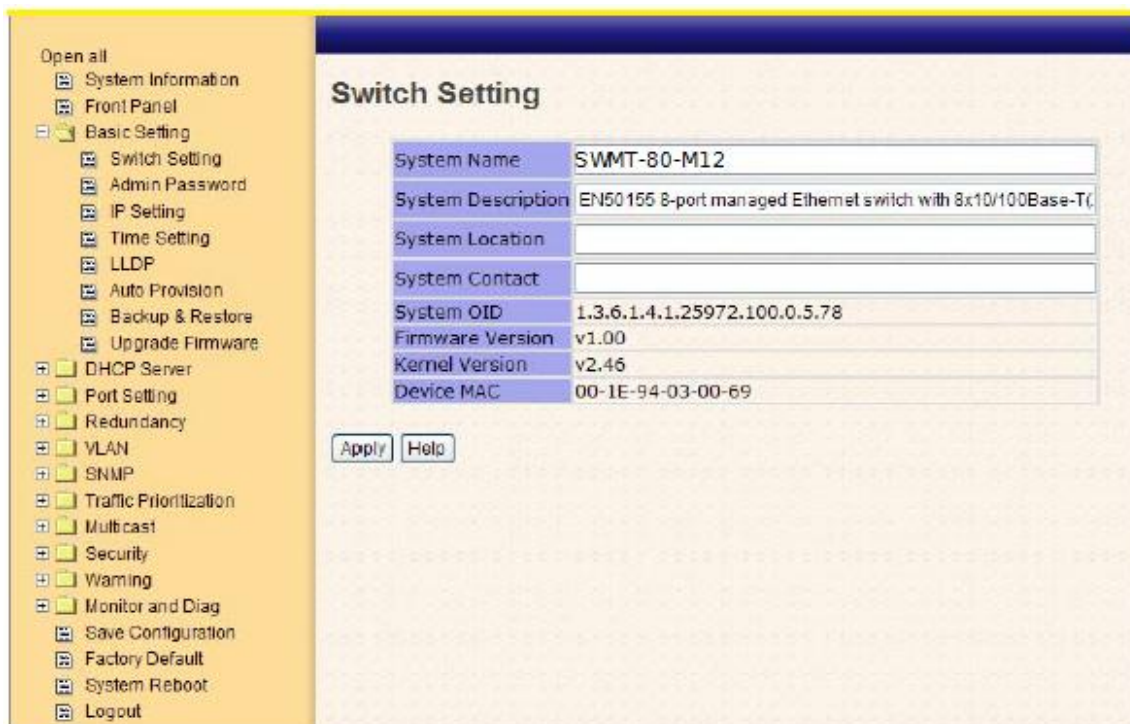 Open all
System Information
Front Panel
Basic Setting
Switch Setting
Admin Password
IP Setting
Time Setting
LLDP
Auto Provision
Backup & Restore
Upgrade Firmware
DHCP Server
Port Setting
Redundancy
VLAN
SNMP
Traffic Prioritization
Multicast
Security
Warning
Monitor and Diag
Save Configuration
Factory Default
System Reboot
Logout
Switch Setting
System Name SWMT-80-M12
System Description EN50155 8-port managed Ethernet switch with 8x10/100Base-T(
System Location
System Contact
System OID 1.3.6.1.4.1.25972.100.0.5.78
Firmware Version v1.00
Kernel Version v2.46
Device MAC 00-1E-94-03-00-69
Apply Help